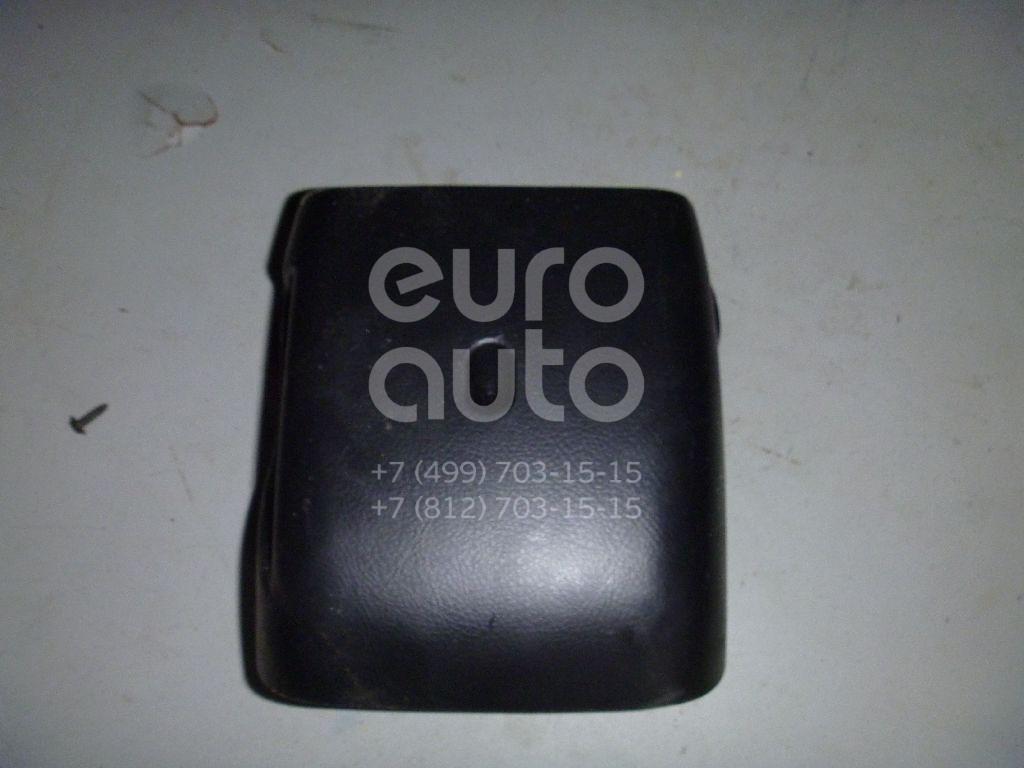 euro
auto
+7 (499) 703-15-15
+7 (812) 703-15-15